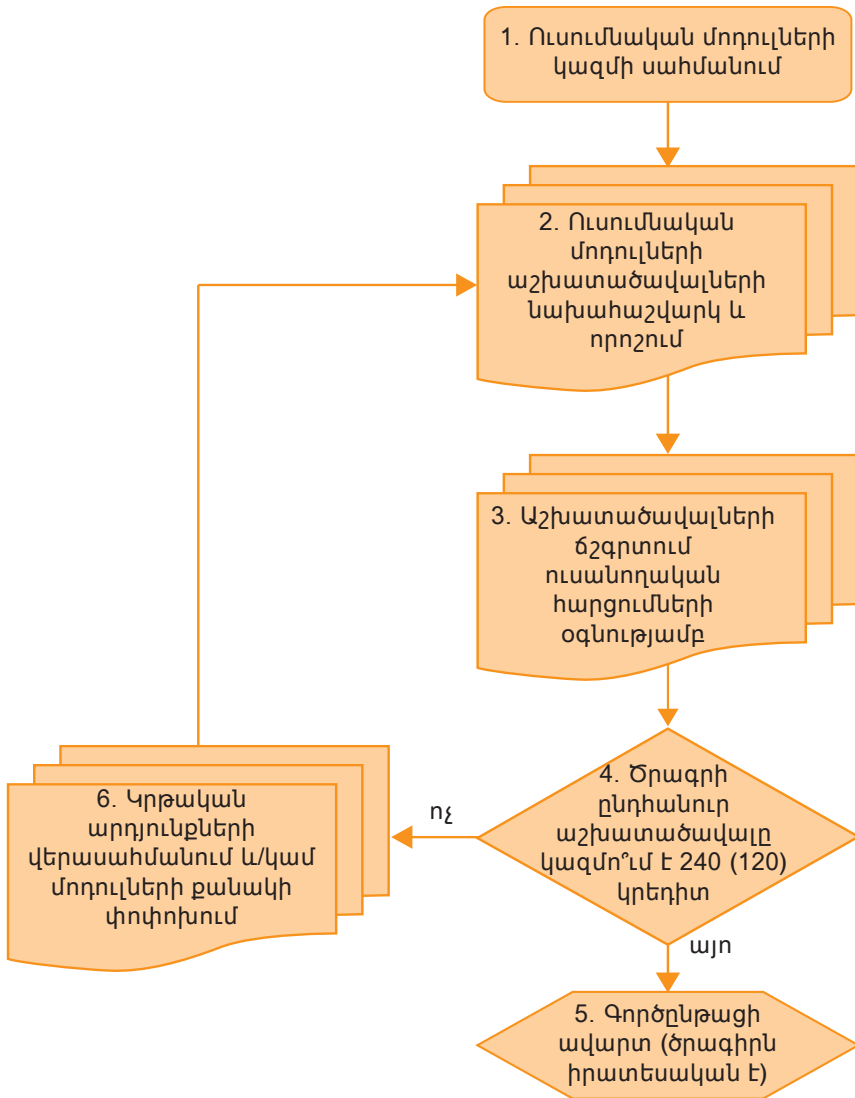 1. Ուսումնական մոդուլների
կազմի սահմանում
2. Ուսումնական
մոդուլների
աշխատածավալների
նախահաշվարկ և
որոշում
3. Աշխատածավալների
ճշգրտում
ուսանողական
հարցումների
օգնությամբ
4. Ծրագրի
ընդհանուր
աշխատածավալը
կազմո՞ւմ է 240 (120)
կրեդիտ
ոչ
այո
6. Կրթական
արդյունքների
վերասահմանում և/կամ
մոդուլների քանակի
փոփոխում
5. Գործընթացի
ավարտ (ծրագիրն
իրատեսական է)